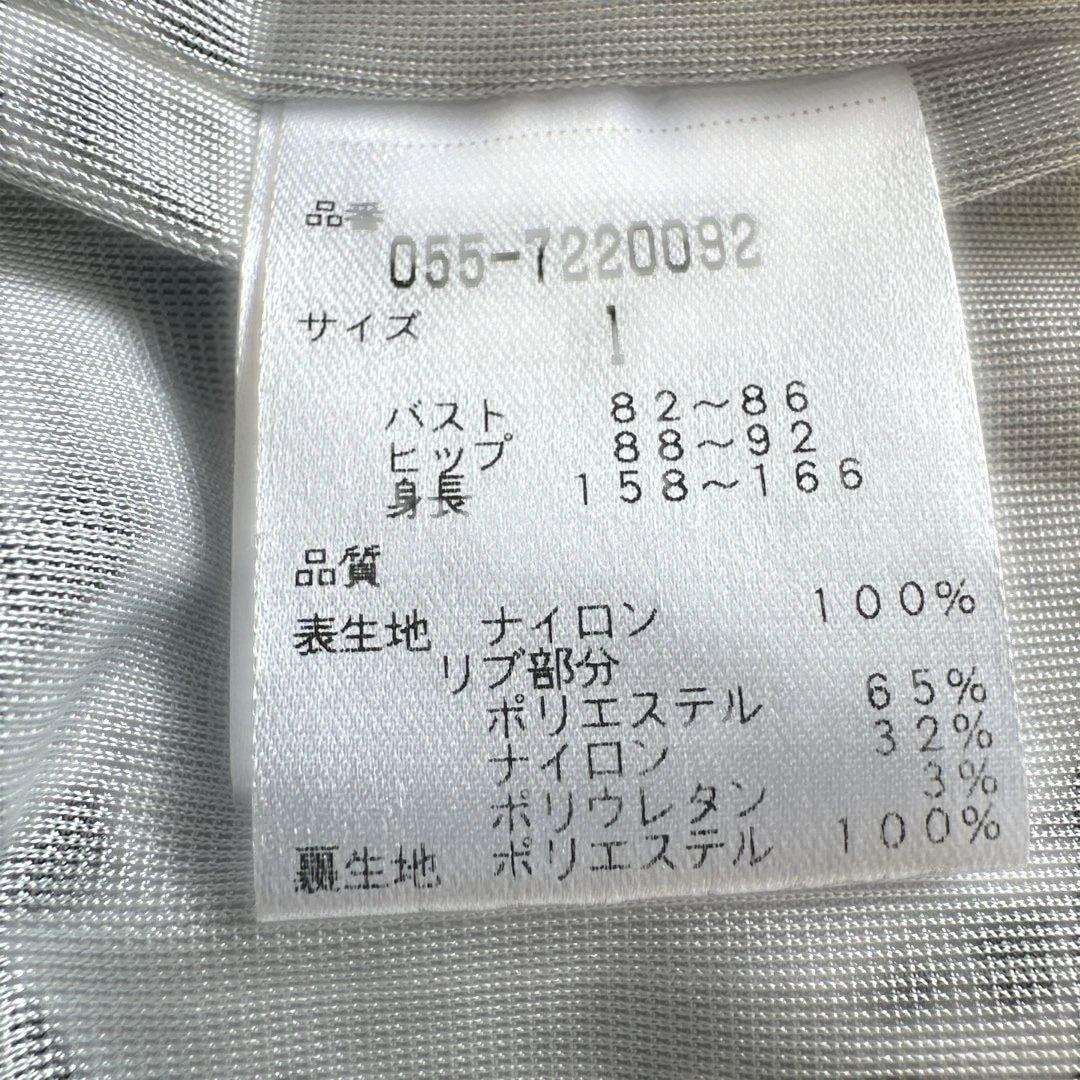 品番
055-7220092
サイズ 1
バスト 82〜86
ヒップ 88〜92
身長 158〜166
品質
表生地 ナイロン 100%
リブ部分
ポリエステル 65%
ナイロン 32%
ポリウレタン 3%
裏生地 ポリエステル 100%